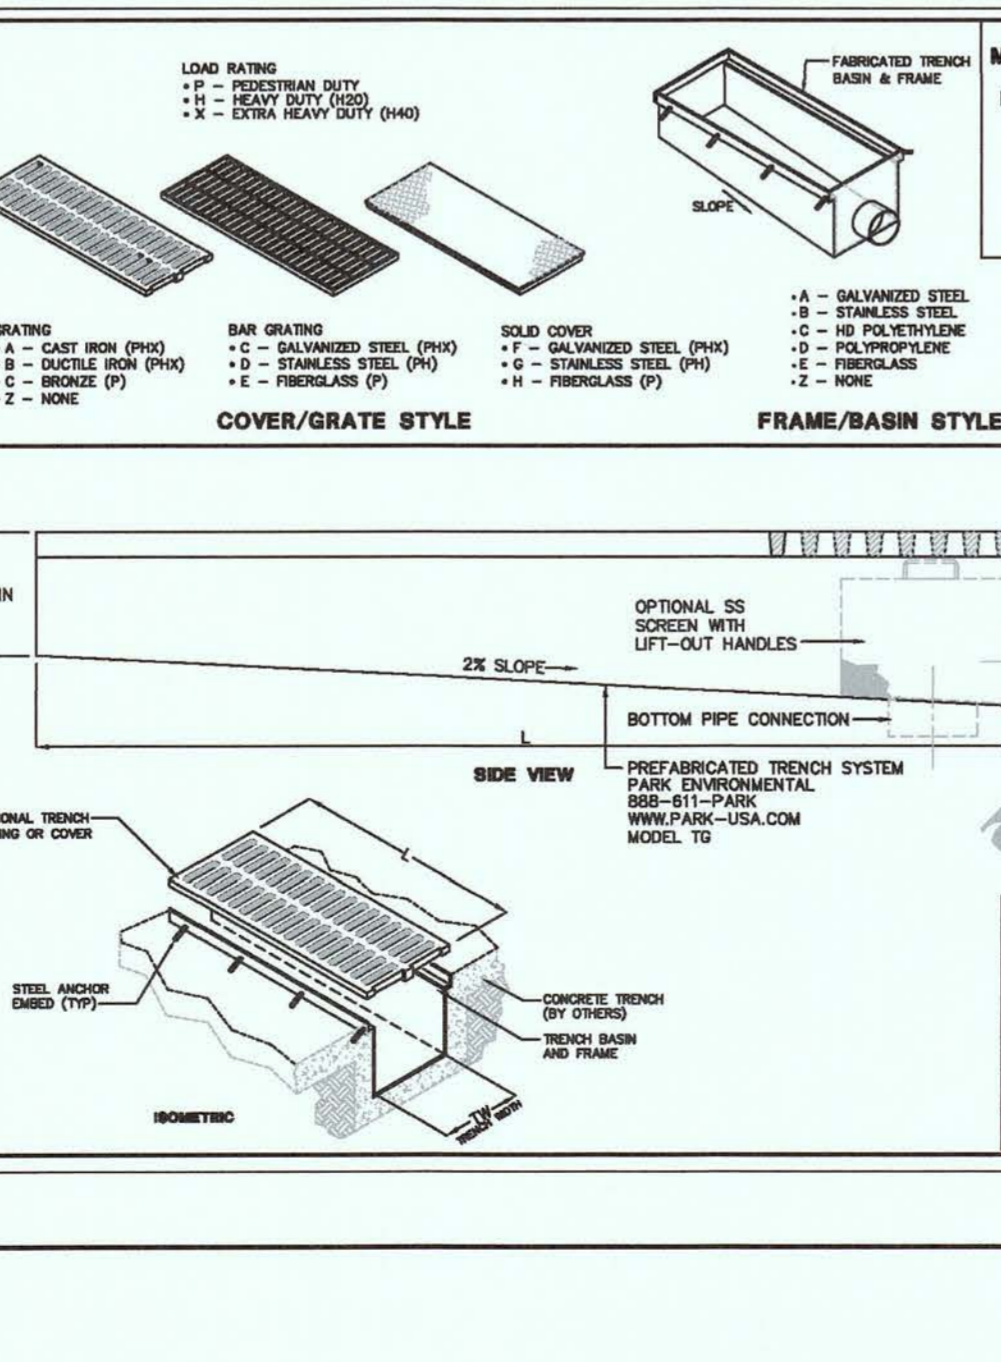 LOAD RATING
• P – PEDESTRIAN DUTY
• H – HEAVY DUTY (H20)
• X – EXTRA HEAVY DUTY (H40)
FABRICATED TRENCH
BASIN & FRAME
M
SLOPE
GRATING
A – CAST IRON (PHX)
B – DUCTILE IRON (PHX)
C – BRONZE (P)
Z – NONE
BAR GRATING
• C – GALVANIZED STEEL (PHX)
• D – STAINLESS STEEL (PH)
• E – FIBERGLASS (P)
SOLID COVER
• F – GALVANIZED STEEL (PHX)
• G – STAINLESS STEEL (PH)
• H – FIBERGLASS (P)
• A – GALVANIZED STEEL
• B – STAINLESS STEEL
• C – HD POLYETHYLENE
• D – POLYPROPYLENE
• E – FIBERGLASS
• Z – NONE
COVER/GRATE STYLE
FRAME/BASIN STYLE
IN
OPTIONAL SS
SCREEN WITH
LIFT-OUT HANDLES
2% SLOPE
BOTTOM PIPE CONNECTION
L
SIDE VIEW
PREFABRICATED TRENCH SYSTEM
PARK ENVIRONMENTAL
888-611-PARK
WWW.PARK-USA.COM
MODEL TG
ONAL TRENCH
ING OR COVER
L
STEEL ANCHOR
EMBED (TYP)
CONCRETE TRENCH
(BY OTHERS)
TRENCH BASIN
AND FRAME
TW
TRENCH WIDTH
ISOMETRIC